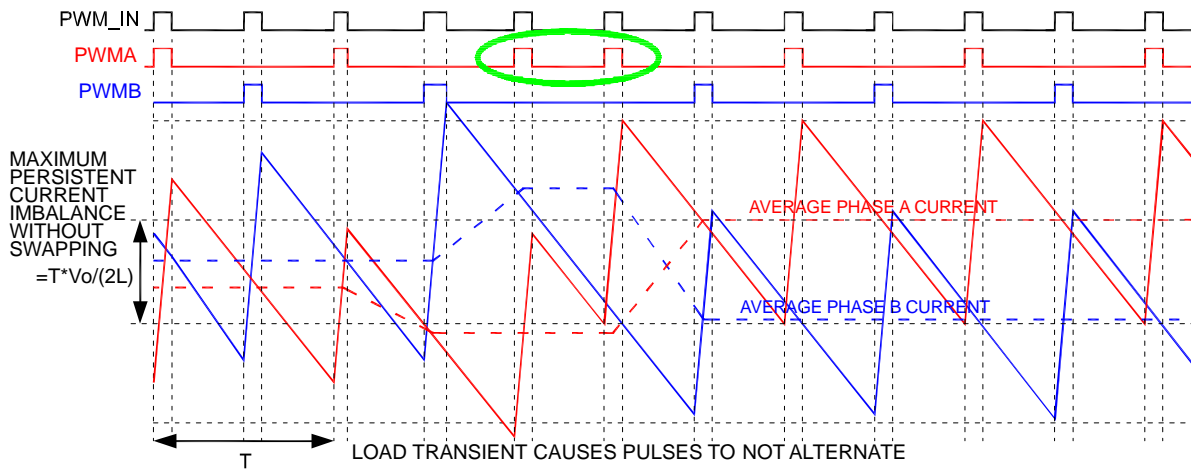 PWM_IN
PWMA
PWMB
MAXIMUM
PERSISTENT
CURRENT
IMBALANCE
WITHOUT
SWAPPING
=T*Vo/(2L)
AVERAGE PHASE A CURRENT
AVERAGE PHASE B CURRENT
T
LOAD TRANSIENT CAUSES PULSES TO NOT ALTERNATE